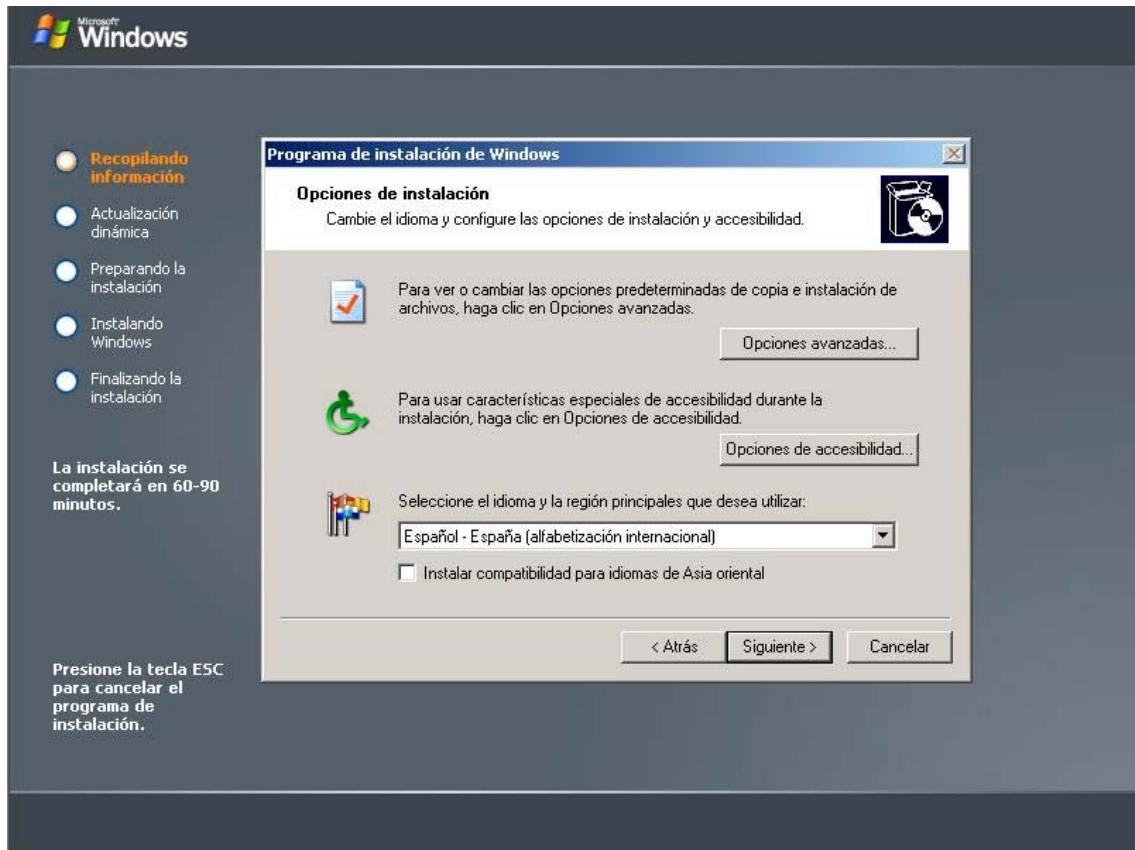 Microsoft
Windows
Recopilando
información
Actualización
dinámica
Preparando la
instalación
Instalando
Windows
Finalizando la
instalación
La instalación se
completará en 60-90
minutos.
Presione la tecla ESC
para cancelar el
programa de
instalación.
Programa de instalación de Windows
Opciones de instalación
Cambie el idioma y configure las opciones de instalación y accesibilidad.
Para ver o cambiar las opciones predeterminadas de copia e instalación de
archivos, haga clic en Opciones avanzadas.
Opciones avanzadas...
Para usar características especiales de accesibilidad durante la
instalación, haga clic en Opciones de accesibilidad.
Opciones de accesibilidad...
Seleccione el idioma y la región principales que desea utilizar:
Español - España (alfabetización internacional)
Instalar compatibilidad para idiomas de Asia oriental
< Atrás
Siguiente >
Cancelar